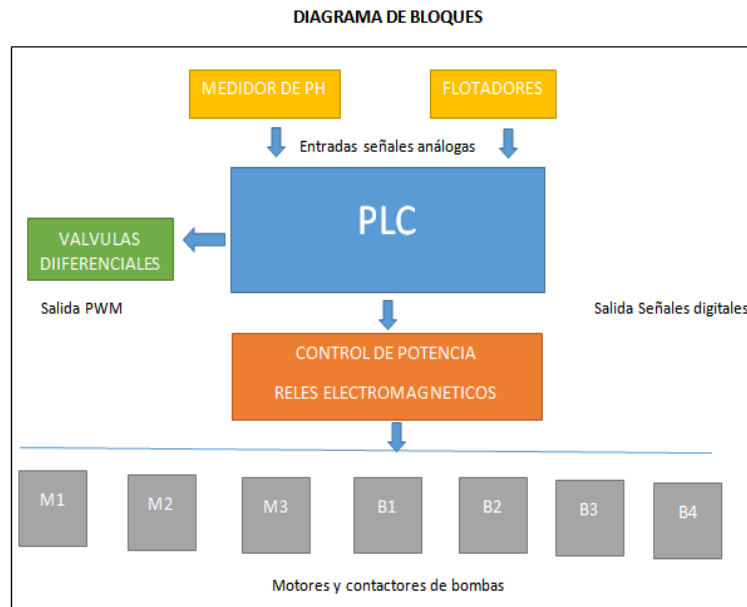 DIAGRAMA DE BLOQUES
MEDIDOR DE PH
FLOTADORES
Entradas señales análogas
PLC
VALVULAS
DIIFERENCIALES
Salida PWM
Salida Señales digitales
CONTROL DE POTENCIA
RELES ELECTROMAGNETICOS
M1
M2
M3
B1
B2
B3
B4
Motores y contactores de bombas